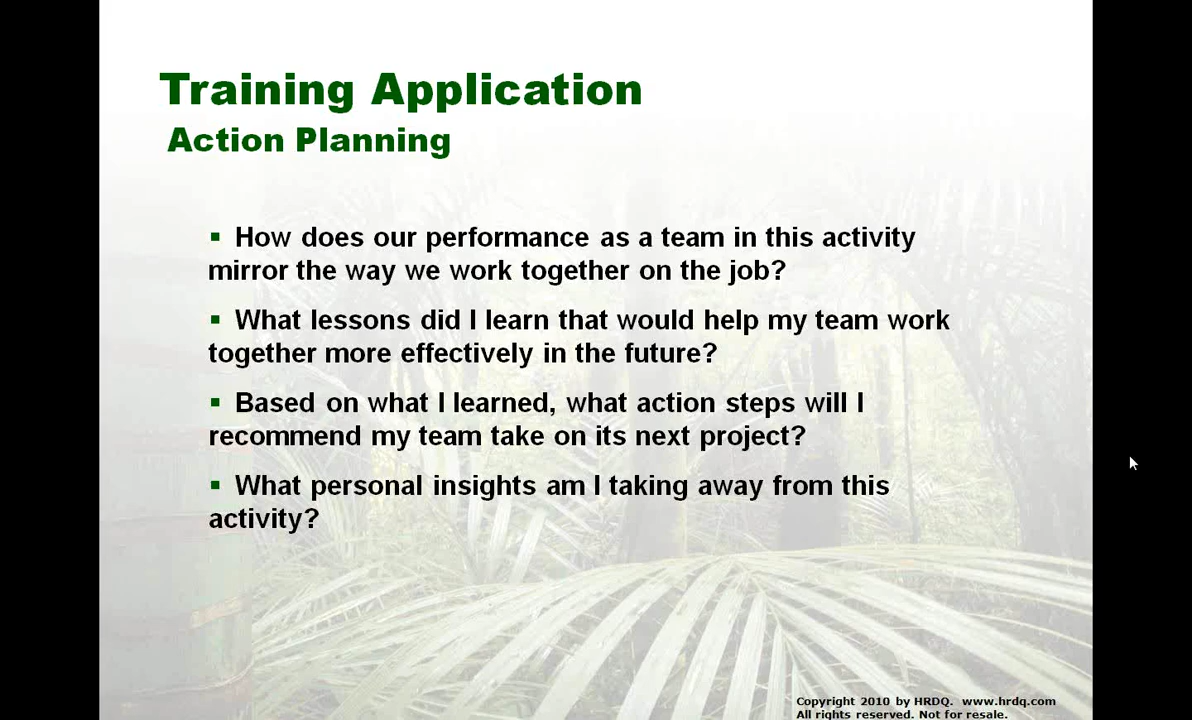 Training Application
Action Planning
▪ How does our performance as a team in this activity
mirror the way we work together on the job?
▪ What lessons did I learn that would help my team work
together more effectively in the future?
▪ Based on what I learned, what action steps will I
recommend my team take on its next project?
▪ What personal insights am I taking away from this
activity?
Copyright 2010 by HRDQ. www.hrdq.com
All rights reserved. Not for resale.